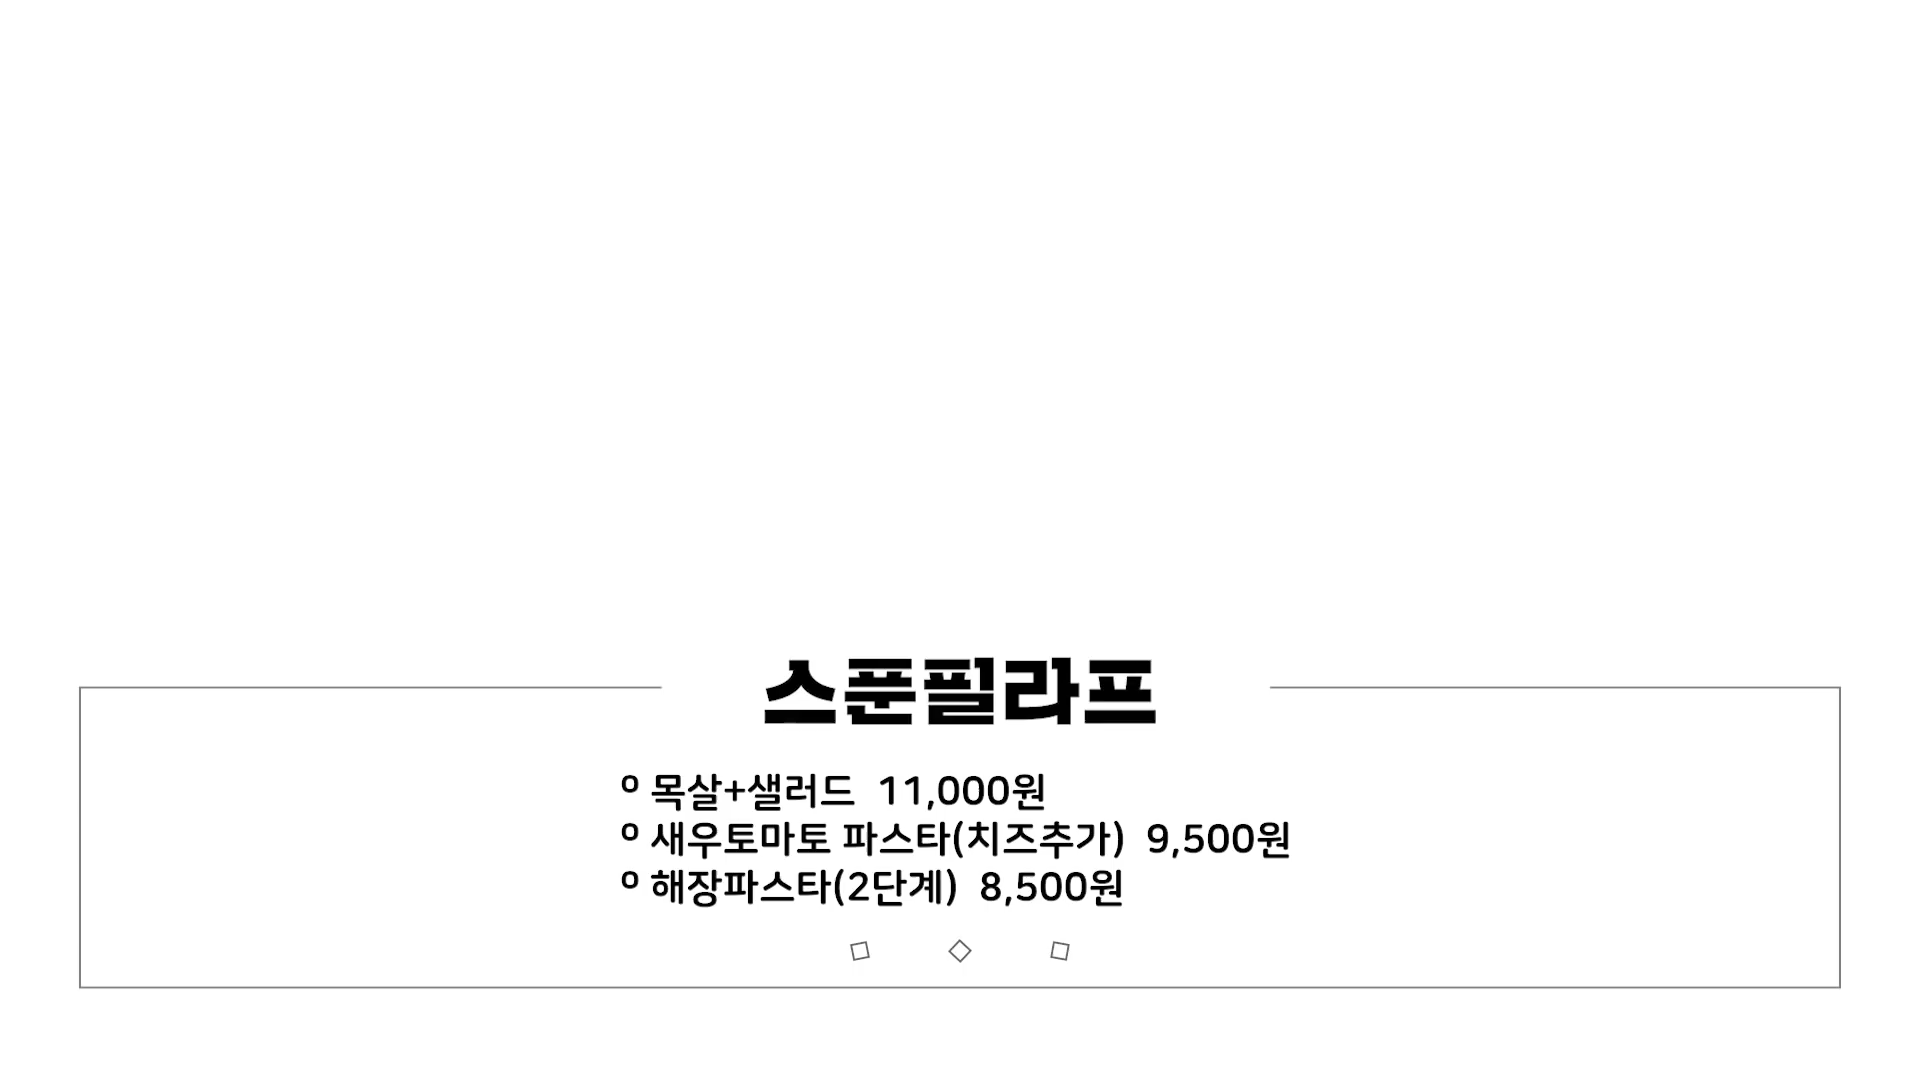 스푼필라프
목살+샐러드 11,000원
새우토마토 파스타(치즈추가) 9,500원
해장파스타(2단계) 8,500원